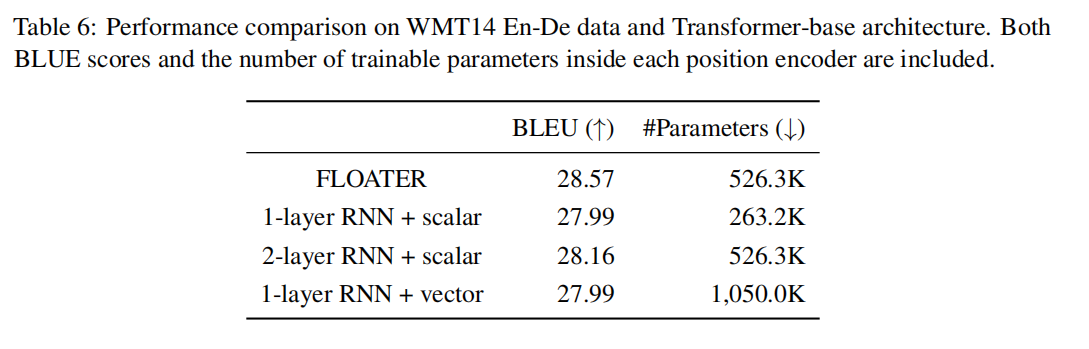 Table 6: Performance comparison on WMT14 En-De data and Transformer-base architecture. Both
BLUE scores and the number of trainable parameters inside each position encoder are included.
BLEU (↑) #Parameters (↓)
FLOATER 28.57 526.3K
1-layer RNN + scalar 27.99 263.2K
2-layer RNN + scalar 28.16 526.3K
1-layer RNN + vector 27.99 1,050.0K